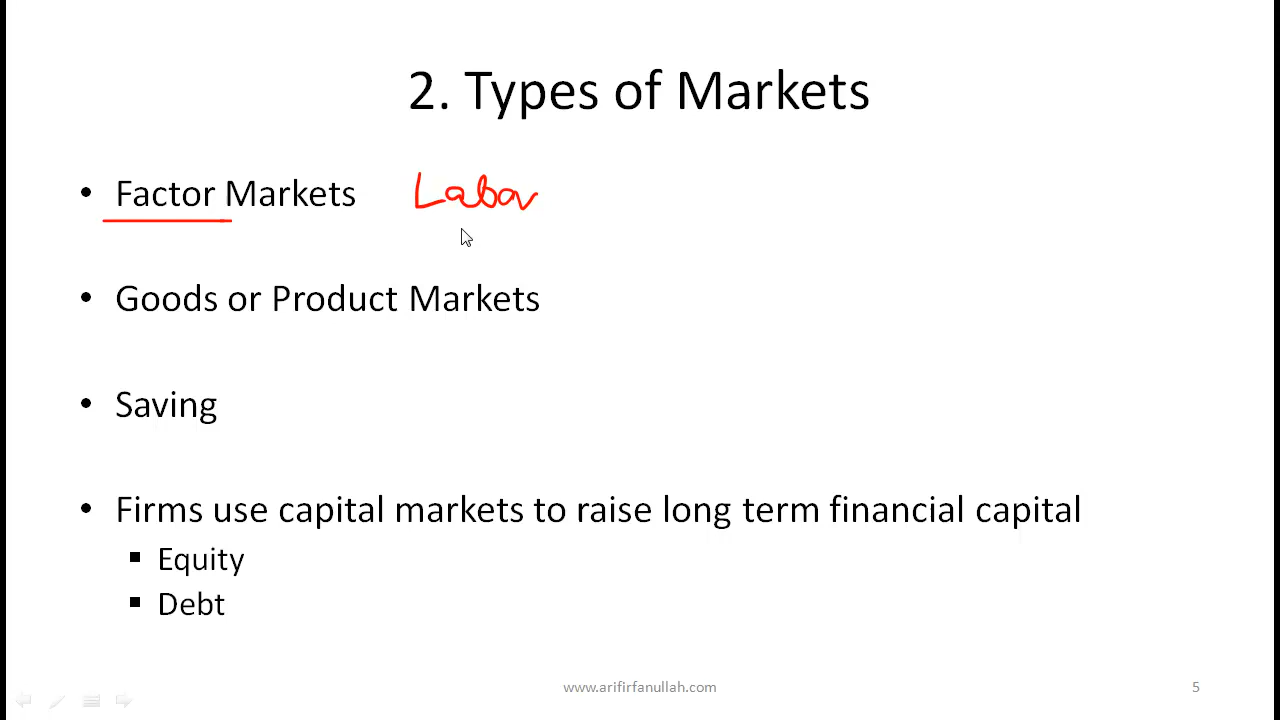 2. Types of Markets
• Factor Markets Labor
• Goods or Product Markets
• Saving
• Firms use capital markets to raise long term financial capital
▪ Equity
▪ Debt
www.arifirfanullah.com 5